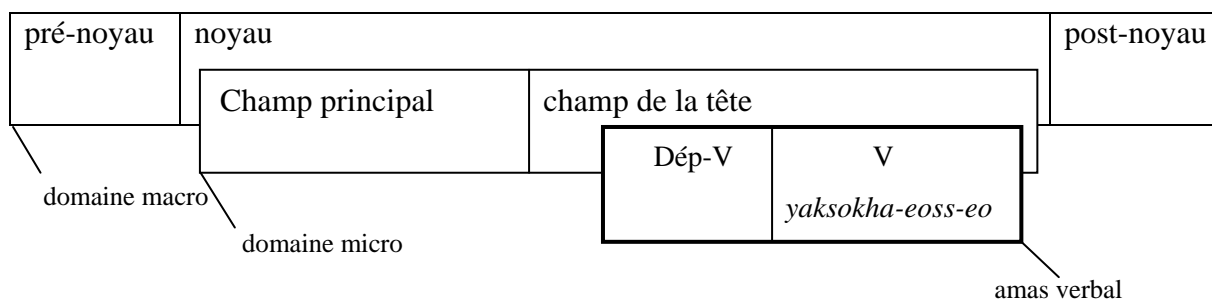 pré-noyau noyau post-noyau
Champ principal champ de la tête
Dép-V V
yaksokha-eoss-eo
domaine macro
domaine micro
amas verbal